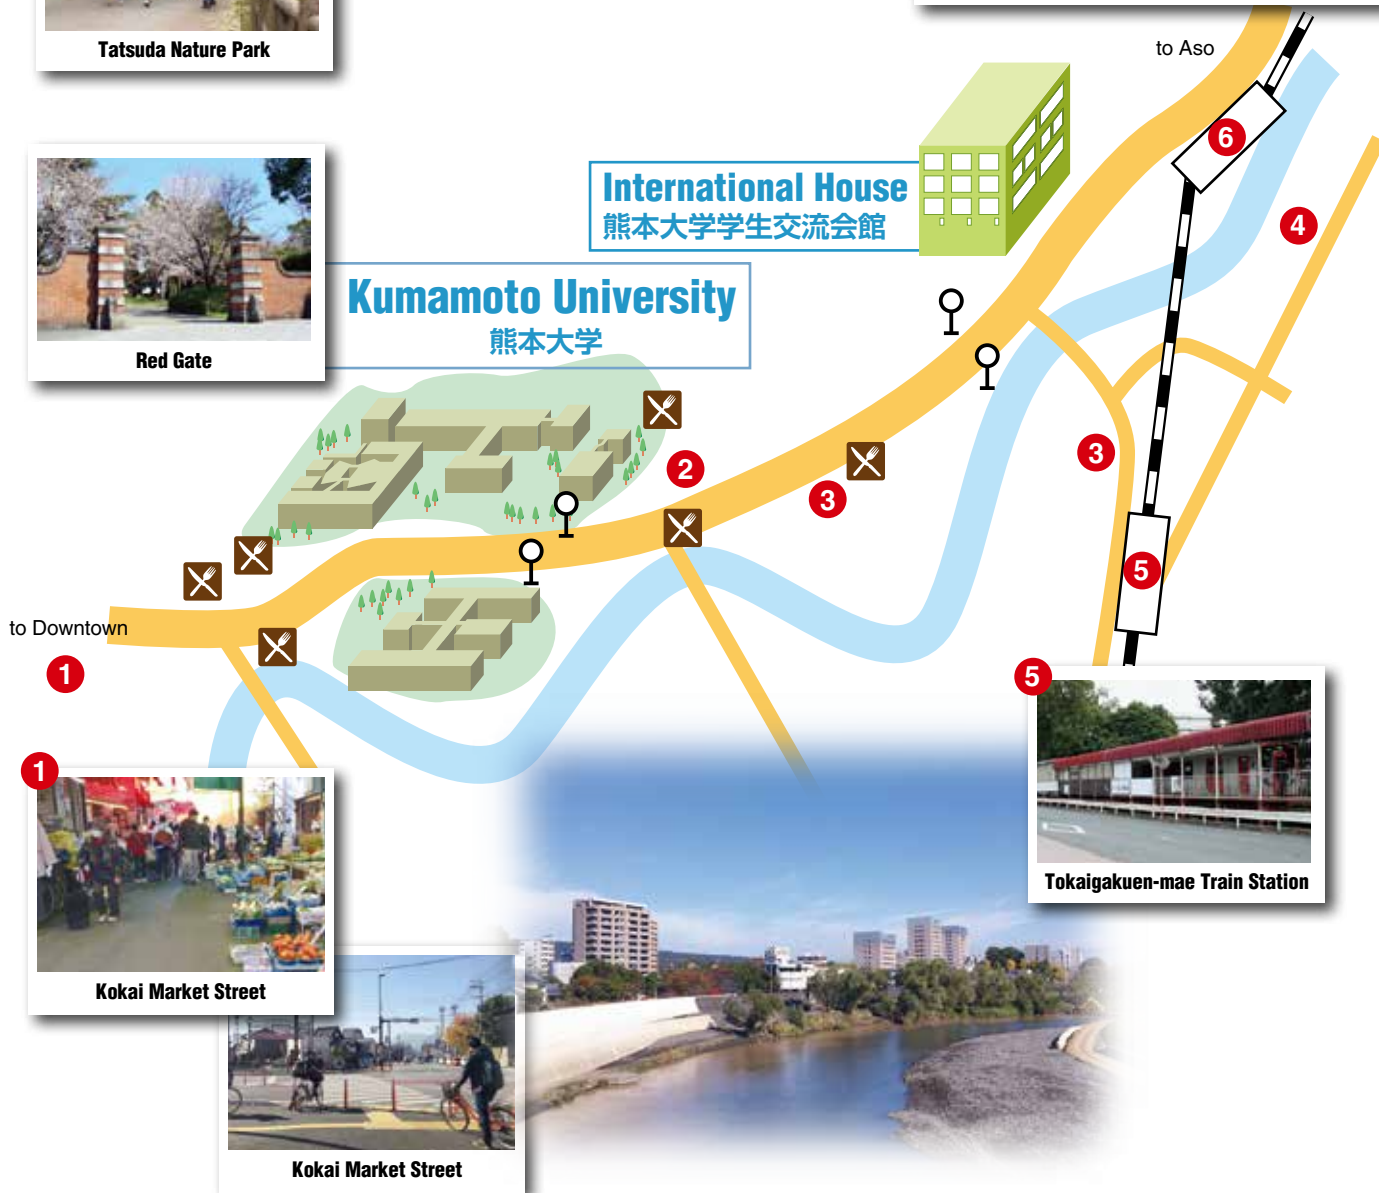 Tatsuda Nature Park
to Aso
6
International House
熊本大学学生交流会館
4
Kumamoto University
熊本大学
Red Gate
2
3
3
5
to Downtown
1
5
1
Tokaigakuen-mae Train Station
Kokai Market Street
Kokai Market Street